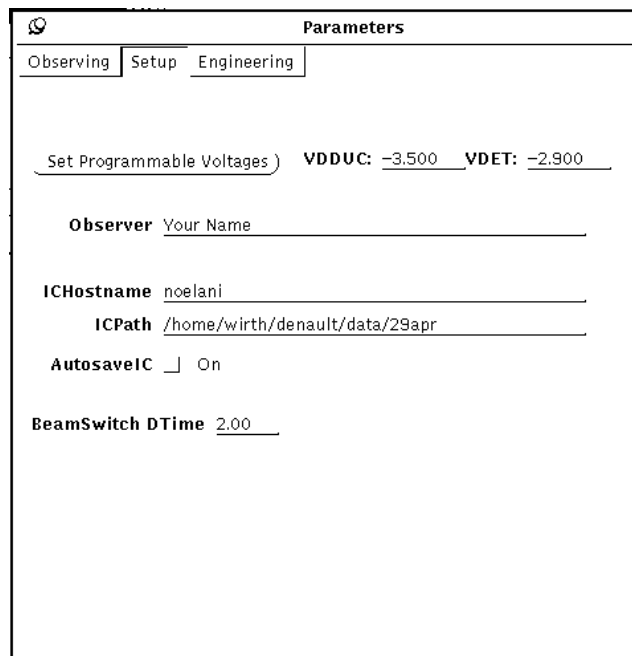 Parameters
Observing Setup Engineering
Set Programmable Voltages VDDUC: -3.500 VDET: -2.900
Observer Your Name
ICHostname noelani
ICPath /home/wirth/denault/data/29apr
AutosaveIC On
BeamSwitch DTime 2.00